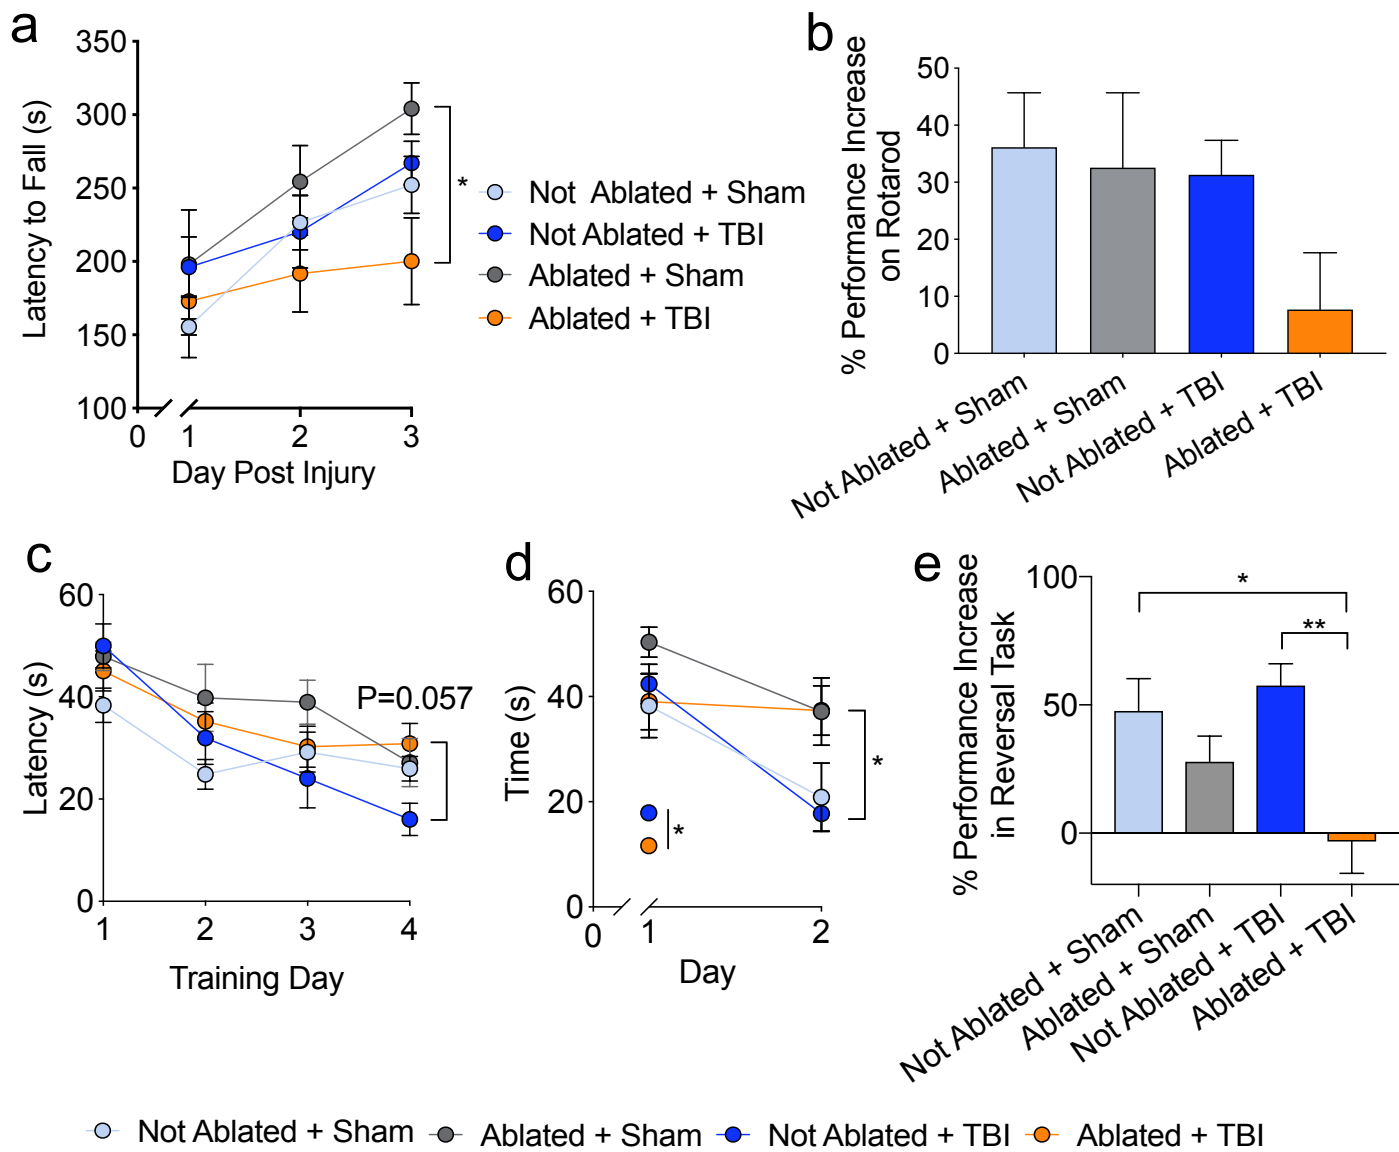 a
Latency to Fall (s)
350
300
250
200
150
100
0
1
2
3
Day Post Injury
*
Not Ablated + Sham
Not Ablated + TBI
Ablated + Sham
Ablated + TBI
b
% Performance Increase
on Rotarod
50
40
30
20
10
0
Not Ablated + Sham
Ablated + Sham
Not Ablated + TBI
Ablated + TBI
c
Latency (s)
60
40
20
0
1
2
3
4
Training Day
P=0.057
d
Time (s)
60
40
20
0
0
1
2
Day
*
*
e
% Performance Increase
in Reversal Task
100
50
0
*
**
Not Ablated + Sham
Ablated + Sham
Not Ablated + TBI
Ablated + TBI
Not Ablated + Sham
Ablated + Sham
Not Ablated + TBI
Ablated + TBI